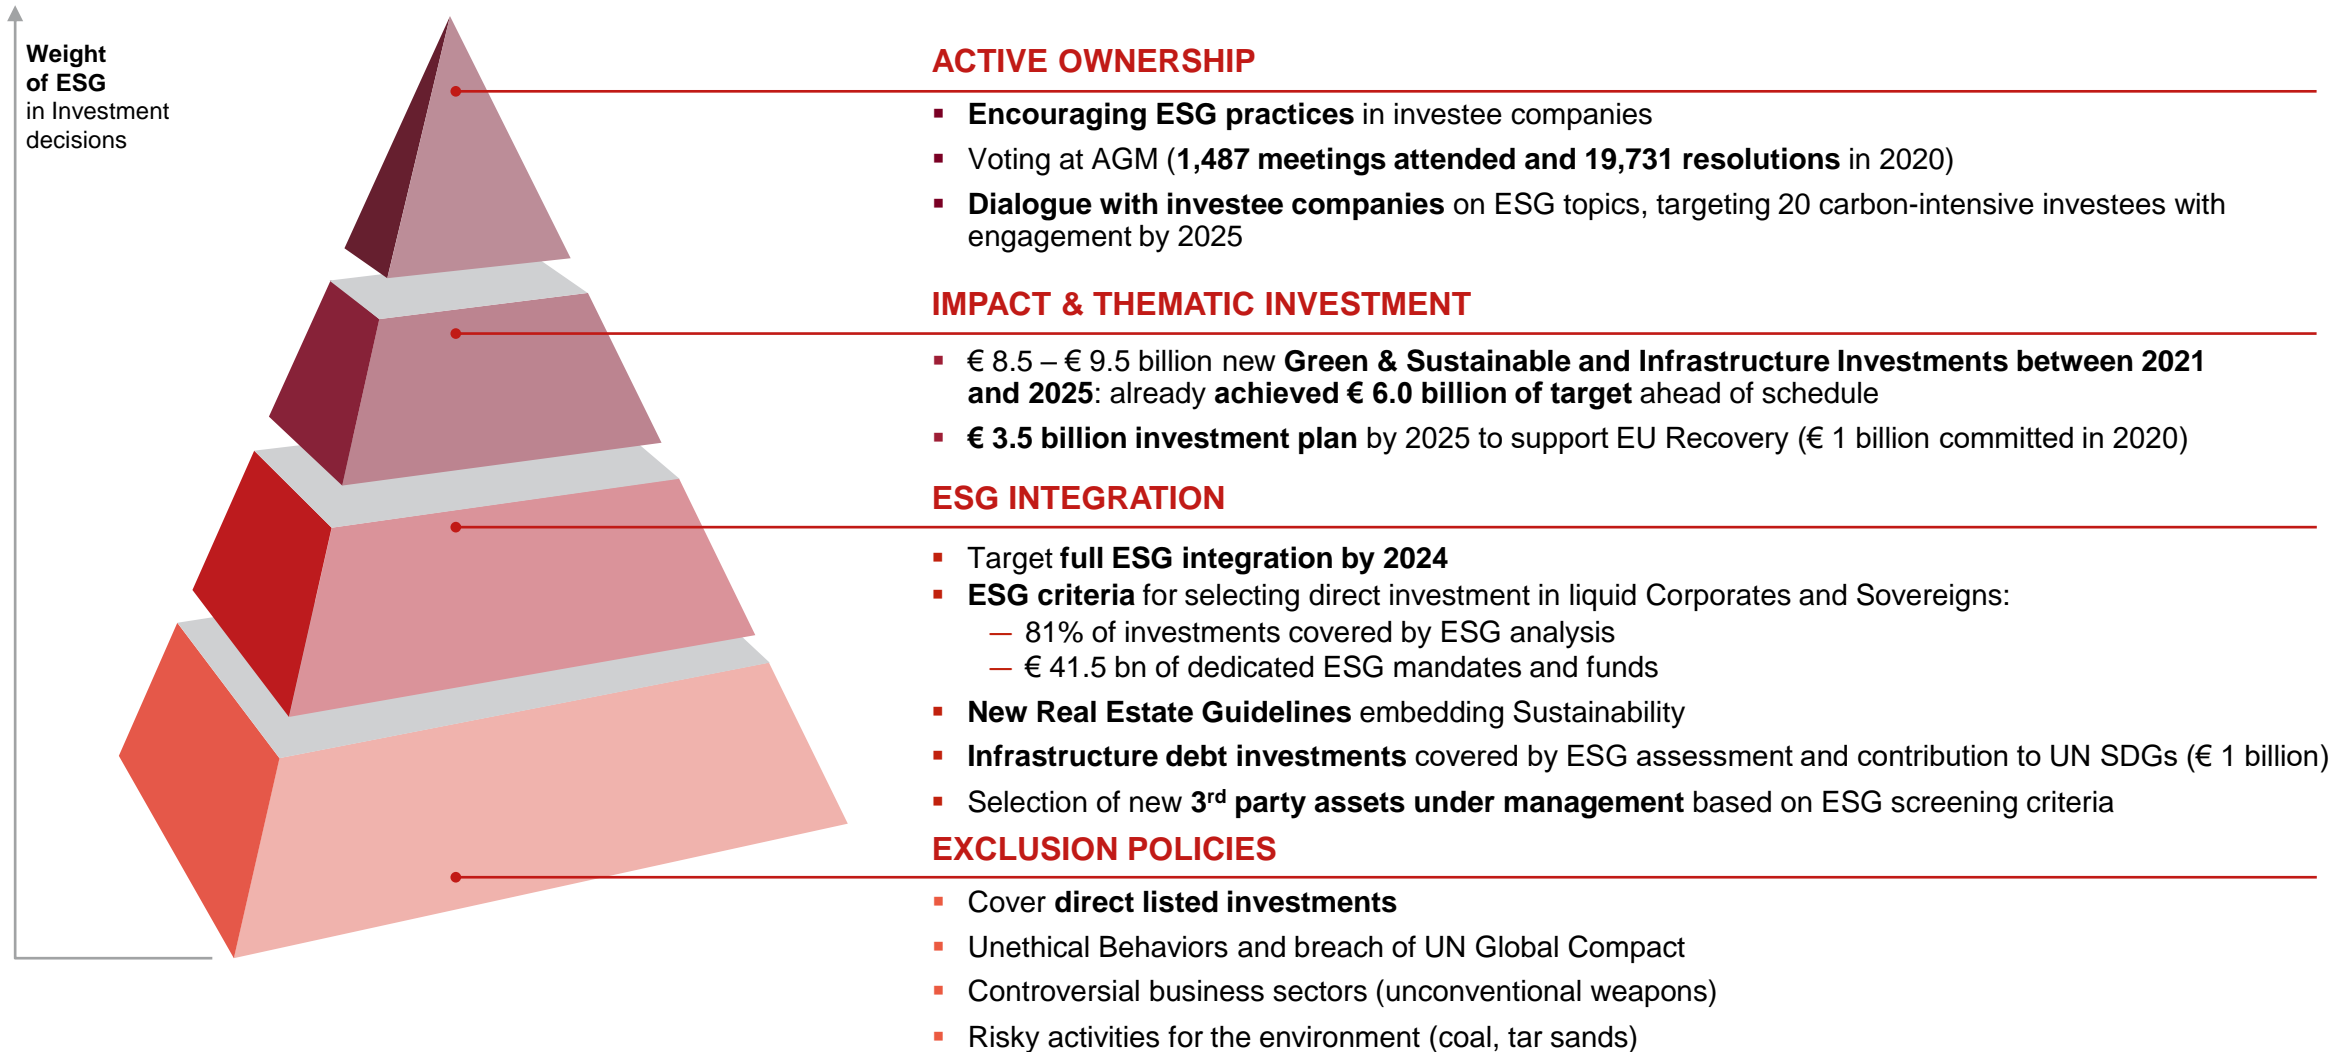 Weight
of ESG
in Investment
decisions
ACTIVE OWNERSHIP
▪ Encouraging ESG practices in investee companies
▪ Voting at AGM (1,487 meetings attended and 19,731 resolutions in 2020)
▪ Dialogue with investee companies on ESG topics, targeting 20 carbon-intensive investees with
engagement by 2025
IMPACT & THEMATIC INVESTMENT
▪ € 8.5 – € 9.5 billion new Green & Sustainable and Infrastructure Investments between 2021
and 2025: already achieved € 6.0 billion of target ahead of schedule
▪ € 3.5 billion investment plan by 2025 to support EU Recovery (€ 1 billion committed in 2020)
ESG INTEGRATION
▪ Target full ESG integration by 2024
▪ ESG criteria for selecting direct investment in liquid Corporates and Sovereigns:
— 81% of investments covered by ESG analysis
— € 41.5 bn of dedicated ESG mandates and funds
▪ New Real Estate Guidelines embedding Sustainability
▪ Infrastructure debt investments covered by ESG assessment and contribution to UN SDGs (€ 1 billion)
▪ Selection of new 3rd party assets under management based on ESG screening criteria
EXCLUSION POLICIES
▪ Cover direct listed investments
▪ Unethical Behaviors and breach of UN Global Compact
▪ Controversial business sectors (unconventional weapons)
▪ Risky activities for the environment (coal, tar sands)